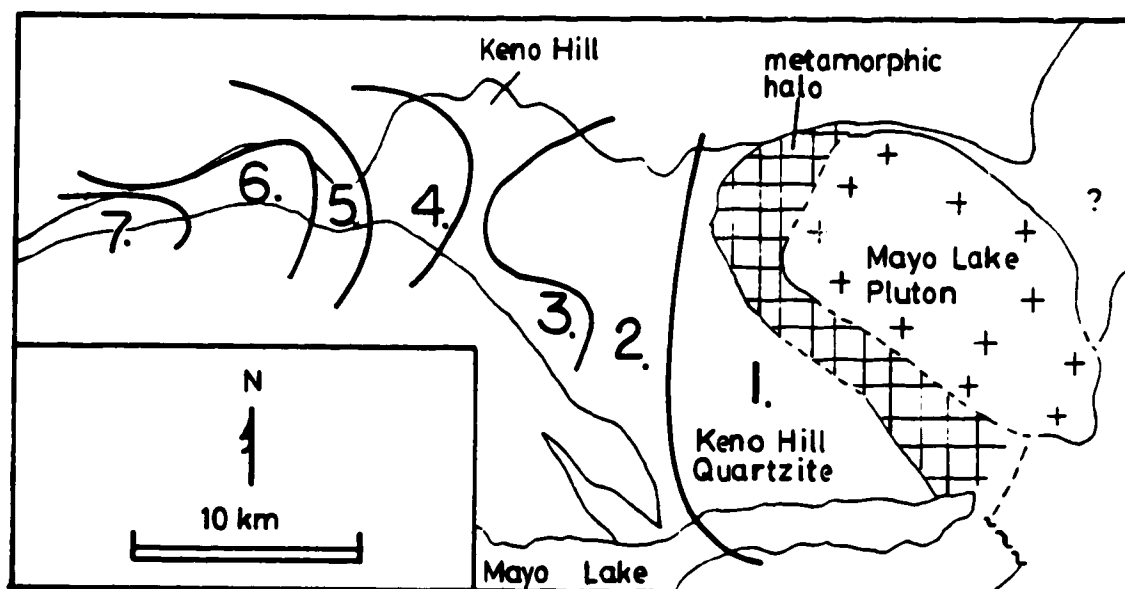 Keno Hill
metamorphic
halo
6.
5
4.
7.
?
Mayo Lake
Pluton
3.
2.
1.
Keno Hill
Quartzite
N
10 km
Mayo Lake